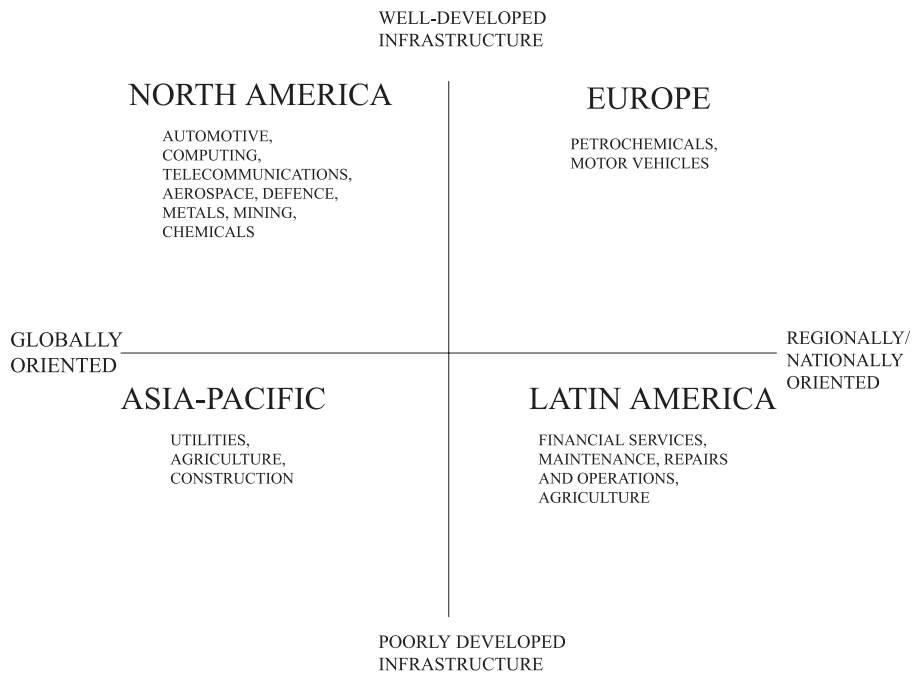 WELL-DEVELOPED
INFRASTRUCTURE
NORTH AMERICA
AUTOMOTIVE,
COMPUTING,
TELECOMMUNICATIONS,
AEROSPACE, DEFENCE,
METALS, MINING,
CHEMICALS
EUROPE
PETROCHEMICALS,
MOTOR VEHICLES
GLOBALLY
ORIENTED
REGIONALLY/
NATIONALLY
ORIENTED
ASIA-PACIFIC
UTILITIES,
AGRICULTURE,
CONSTRUCTION
LATIN AMERICA
FINANCIAL SERVICES,
MAINTENANCE, REPAIRS
AND OPERATIONS,
AGRICULTURE
POORLY DEVELOPED
INFRASTRUCTURE